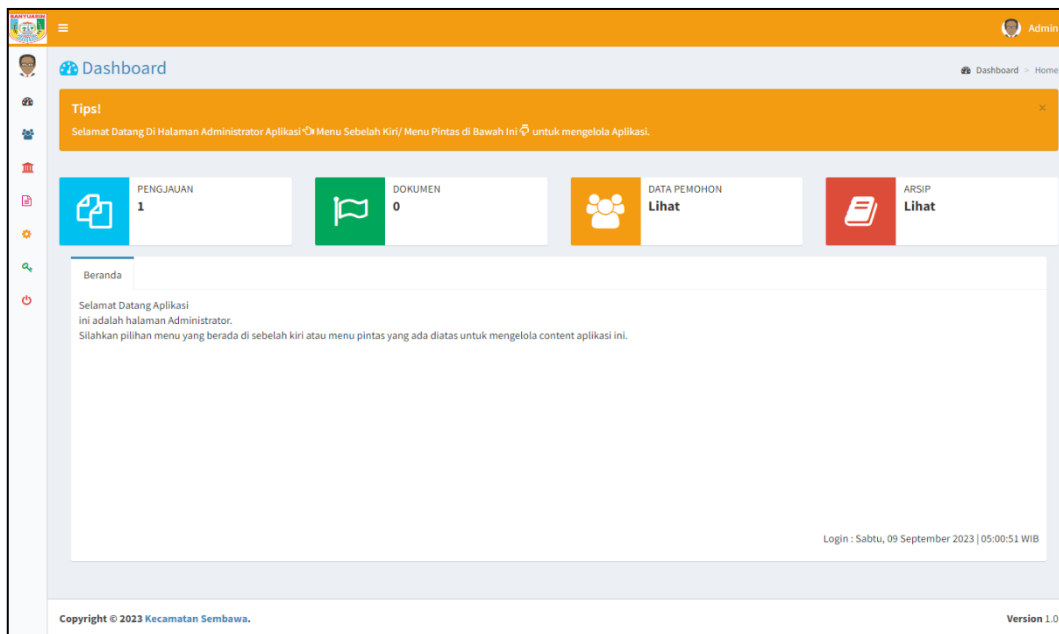 BANYUASIN
Admin
Dashboard
Dashboard > Home
Tips!
×
Selamat Datang Di Halaman Administrator Aplikasi Menu Sebelah Kiri/ Menu Pintas di Bawah Ini untuk mengelola Aplikasi.
PENGJAUAN
1
DOKUMEN
0
DATA PEMOHON
Lihat
ARSIP
Lihat
Beranda
Selamat Datang Aplikasi
ini adalah halaman Administrator.
Silahkan pilihan menu yang berada di sebelah kiri atau menu pintas yang ada diatas untuk mengelola content aplikasi ini.
Login : Sabtu, 09 September 2023 | 05:00:51 WIB
Copyright © 2023 Kecamatan Sembawa.
Version 1.0